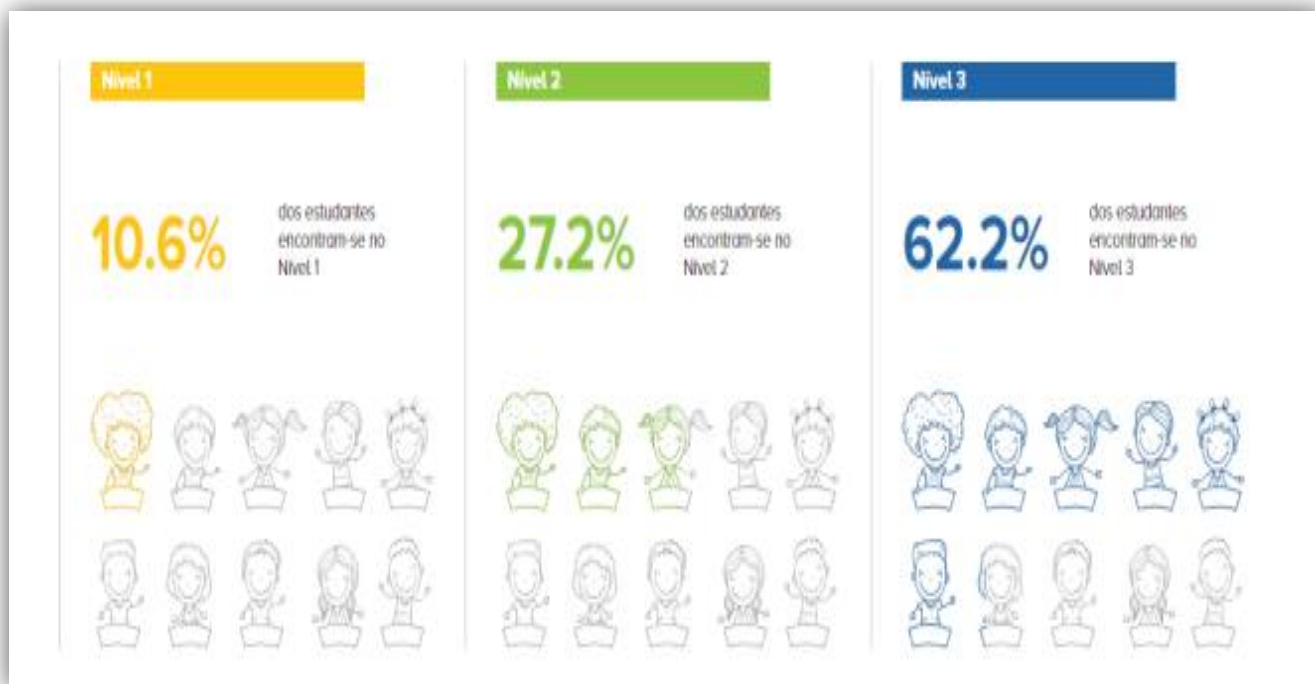 Nível 1
10.6%
dos estudantes
encontram-se no
Nível 1
Nível 2
27.2%
dos estudantes
encontram-se no
Nível 2
Nível 3
62.2%
dos estudantes
encontram-se no
Nível 3